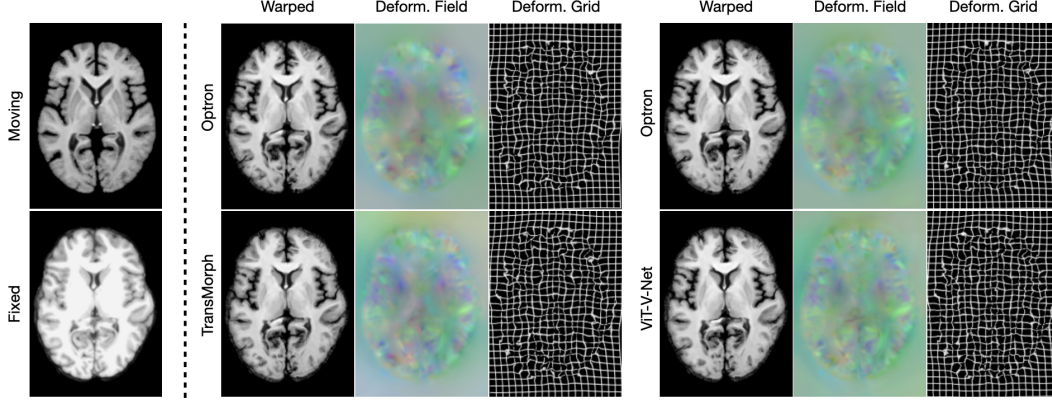 Warped Deform. Field Deform. Grid Warped Deform. Field Deform. Grid
Moving
Optron
Optron
Fixed
TransMorph
ViT-V-Net